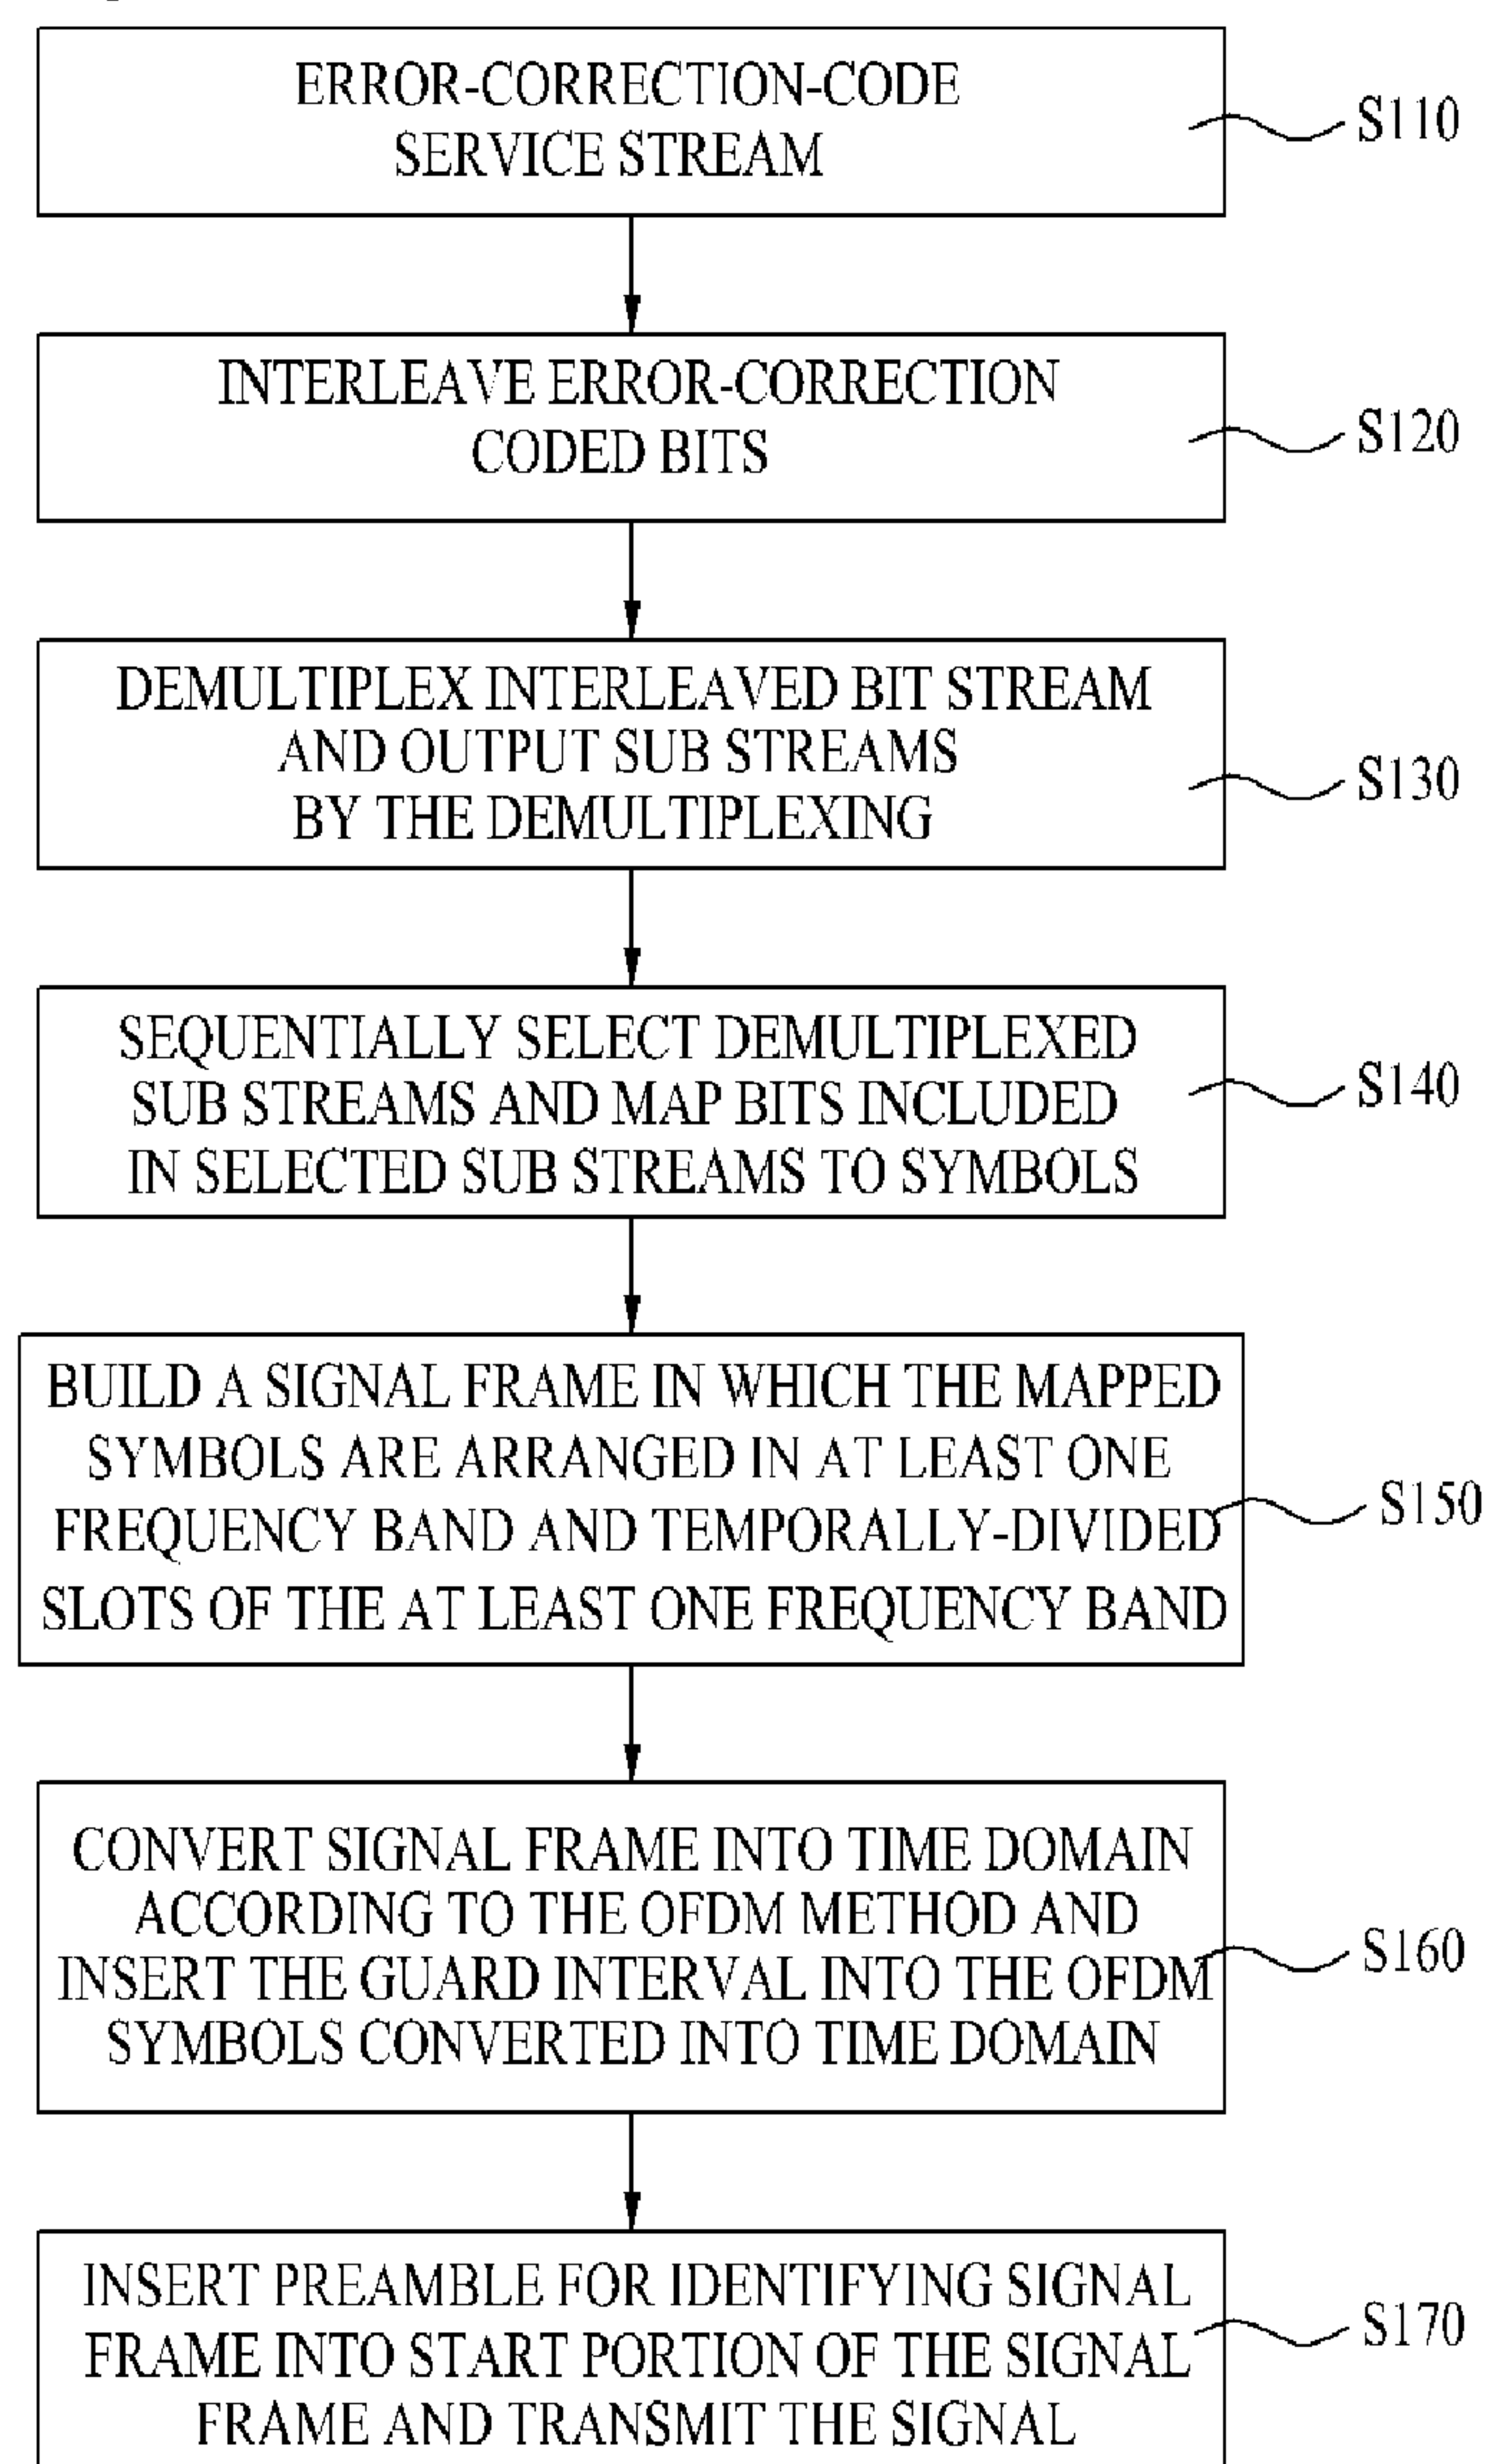 ERROR-CORRECTION-CODE
SERVICE STREAM
S110
INTERLEAVE ERROR-CORRECTION
CODED BITS
S120
DEMULTIPLEX INTERLEAVED BIT STREAM
AND OUTPUT SUB STREAMS
BY THE DEMULTIPLEXING
S130
SEQUENTIALLY SELECT DEMULTIPLEXED
SUB STREAMS AND MAP BITS INCLUDED
IN SELECTED SUB STREAMS TO SYMBOLS
S140
BUILD A SIGNAL FRAME IN WHICH THE MAPPED
SYMBOLS ARE ARRANGED IN AT LEAST ONE
FREQUENCY BAND AND TEMPORALLY-DIVIDED
SLOTS OF THE AT LEAST ONE FREQUENCY BAND
S150
CONVERT SIGNAL FRAME INTO TIME DOMAIN
ACCORDING TO THE OFDM METHOD AND
INSERT THE GUARD INTERVAL INTO THE OFDM
SYMBOLS CONVERTED INTO TIME DOMAIN
S160
INSERT PREAMBLE FOR IDENTIFYING SIGNAL
FRAME INTO START PORTION OF THE SIGNAL
FRAME AND TRANSMIT THE SIGNAL
S170